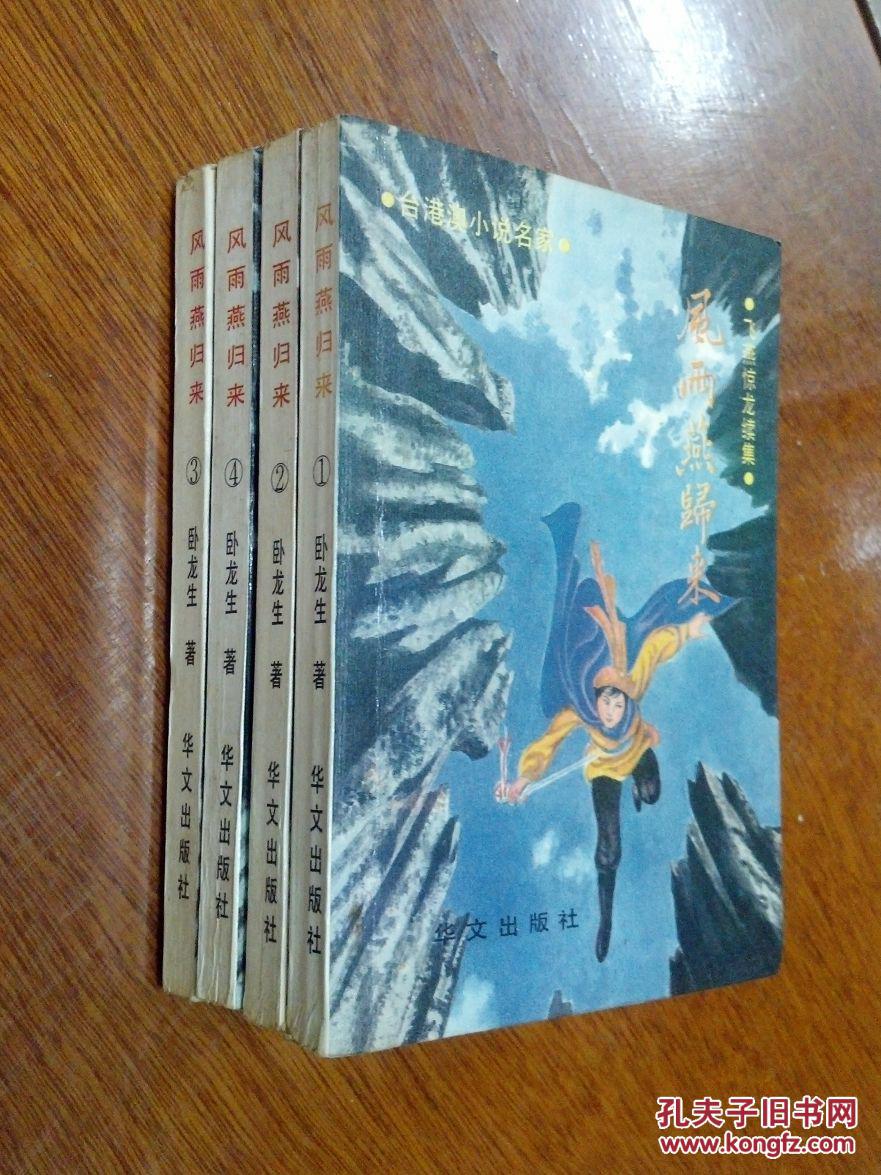 风雨燕归来 ③ 卧龙生 著 华文出版社
风雨燕归来 ④ 卧龙生 著 华文出版社
风雨燕归来 ② 卧龙生 著 华文出版社
风雨燕归来 ① 卧龙生 著 华文出版社
●台港澳小说名家●
風雨燕歸来
●飞燕惊龙续集●
华文出版社
孔夫子旧书网
www.kongfz.com